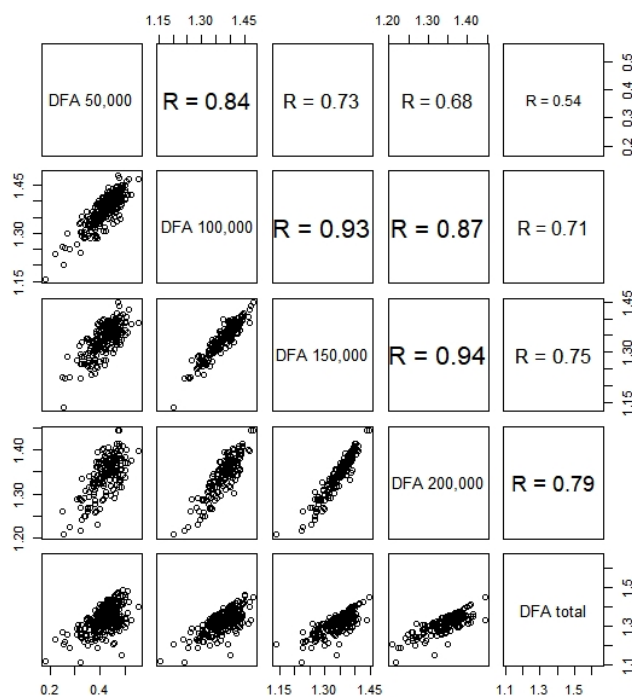 1.15 1.30 1.45 1.20 1.30 1.40
DFA 50,000 R = 0.84 R = 0.73 R = 0.68 R = 0.54
0.2 0.3 0.4 0.5
1.15 1.30 1.45
DFA 100,000 R = 0.93 R = 0.87 R = 0.71
DFA 150,000 R = 0.94 R = 0.75
1.15 1.30 1.45
1.20 1.30 1.40
DFA 200,000 R = 0.79
DFA total
1.1 1.3 1.5
0.2 0.4 1.15 1.30 1.45 1.1 1.3 1.5